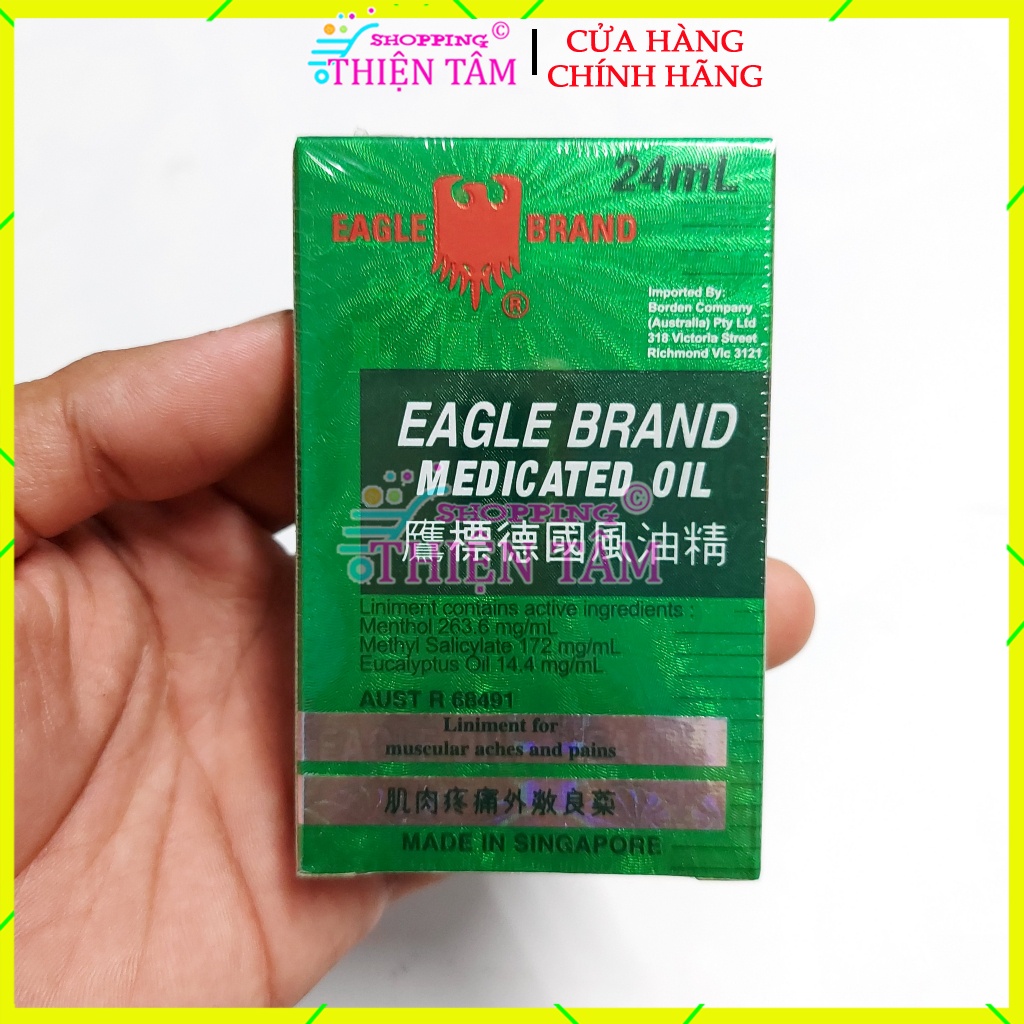 SHOPPING ©
THIỆN TÂM
CỬA HÀNG
CHÍNH HÃNG
24mL
EAGLE BRAND
®
Imported By:
Borden Company
(Australia) Pty Ltd
318 Victoria Street
Richmond Vic 3121
EAGLE BRAND
MEDICATED OIL
SHOPPING ©
鷹標德國風油精
THIỆN TÂM
Liniment contains active ingredients :
Menthol 263.6 mg/mL
Methyl Salicylate 172 mg/mL
Eucalyptus Oil 14.4 mg/mL
AUST R 68491
Liniment for
muscular aches and pains
肌肉疼痛外敷良藥
MADE IN SINGAPORE